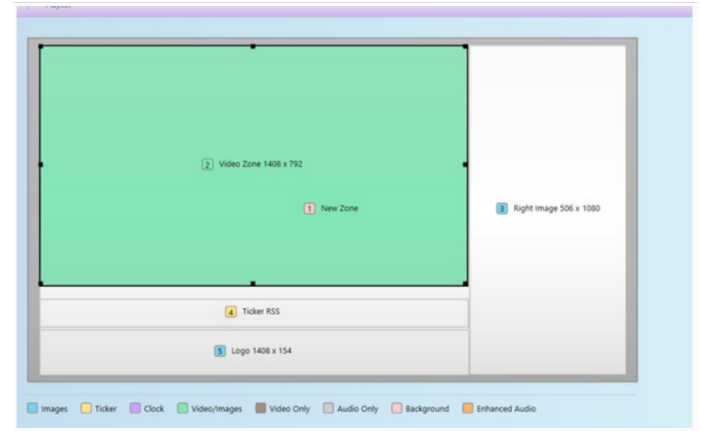 2 Video Zone 1408 x 792
1 New Zone
3 Right Image 506 x 1080
4 Ticker RSS
5 Logo 1408 x 154
Images Ticker Clock Video/Images Video Only Audio Only Background Enhanced Audio